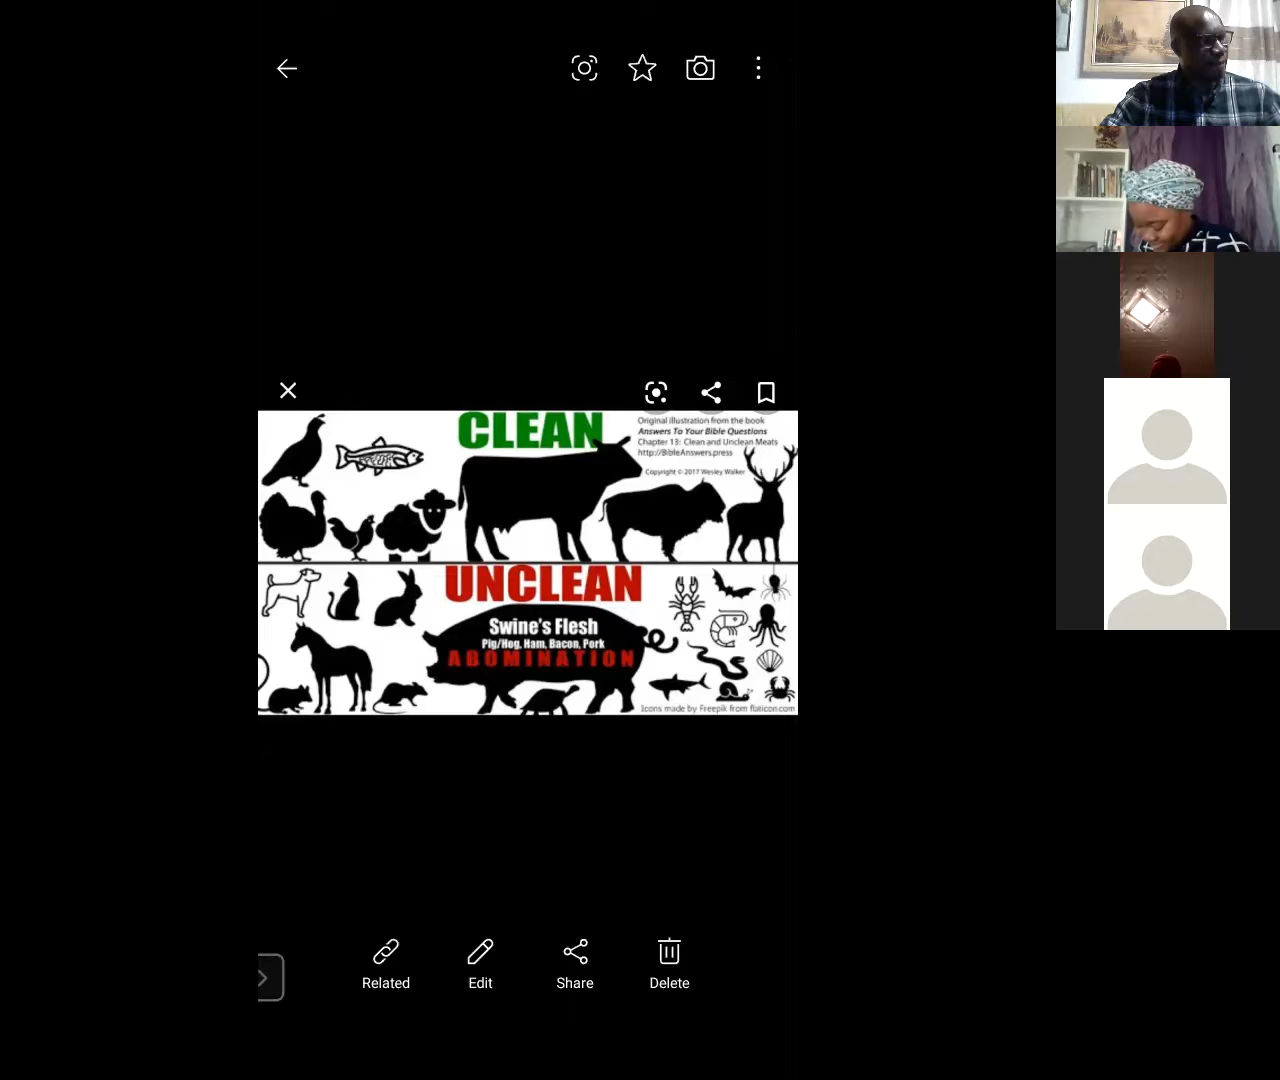 CLEAN
Original illustration from the book
Answers To Your Bible Questions
Chapter 13: Clean and Unclean Meats
http://BibleAnswers.press
Copyright © 2017 Wesley Walker
UNCLEAN
Swine's Flesh
Pig/Hog, Ham, Bacon, Pork
ABOMINATION
Icons made by Freepik from flaticon.com
Related
Edit
Share
Delete